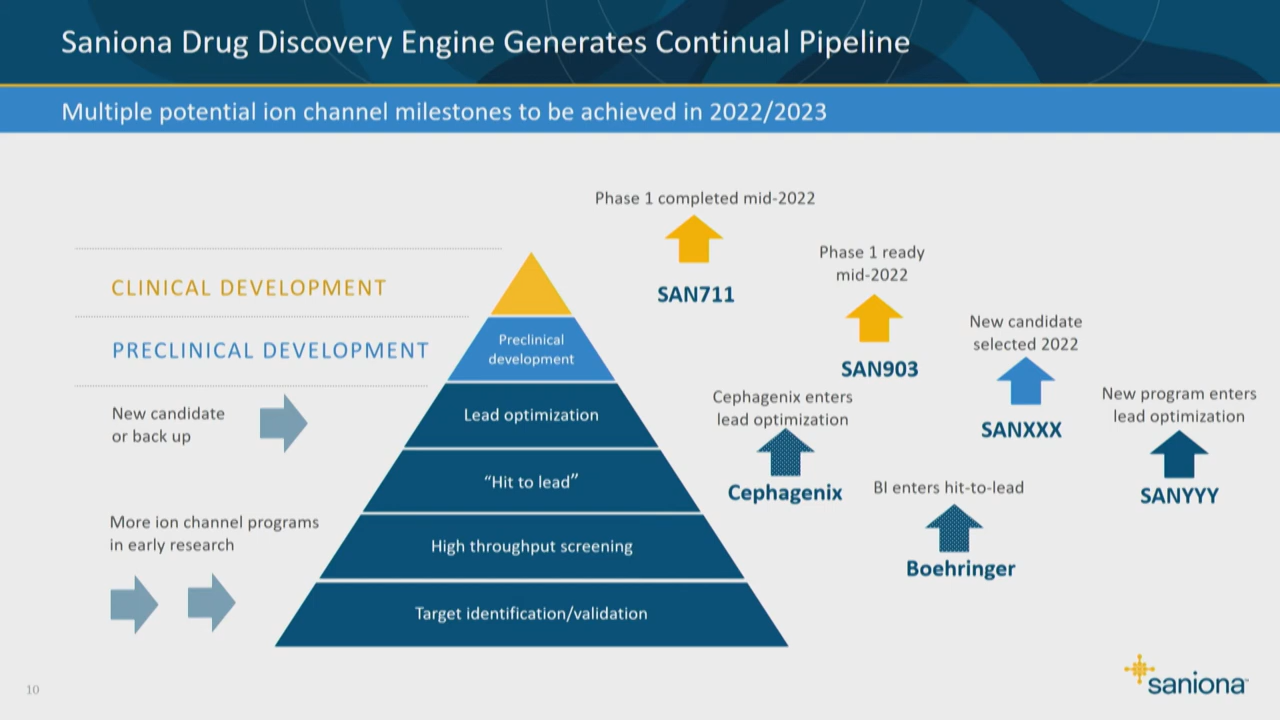 Saniona Drug Discovery Engine Generates Continual Pipeline
Multiple potential ion channel milestones to be achieved in 2022/2023
CLINICAL DEVELOPMENT
PRECLINICAL DEVELOPMENT
New candidate
or back up
More ion channel programs
in early research
Preclinical
development
Lead optimization
“Hit to lead”
High throughput screening
Target identification/validation
Phase 1 completed mid-2022
SAN711
Phase 1 ready
mid-2022
SAN903
New candidate
selected 2022
SANXXX
Cephagenix enters
lead optimization
Cephagenix
New program enters
lead optimization
SANYYY
BI enters hit-to-lead
Boehringer
10
saniona